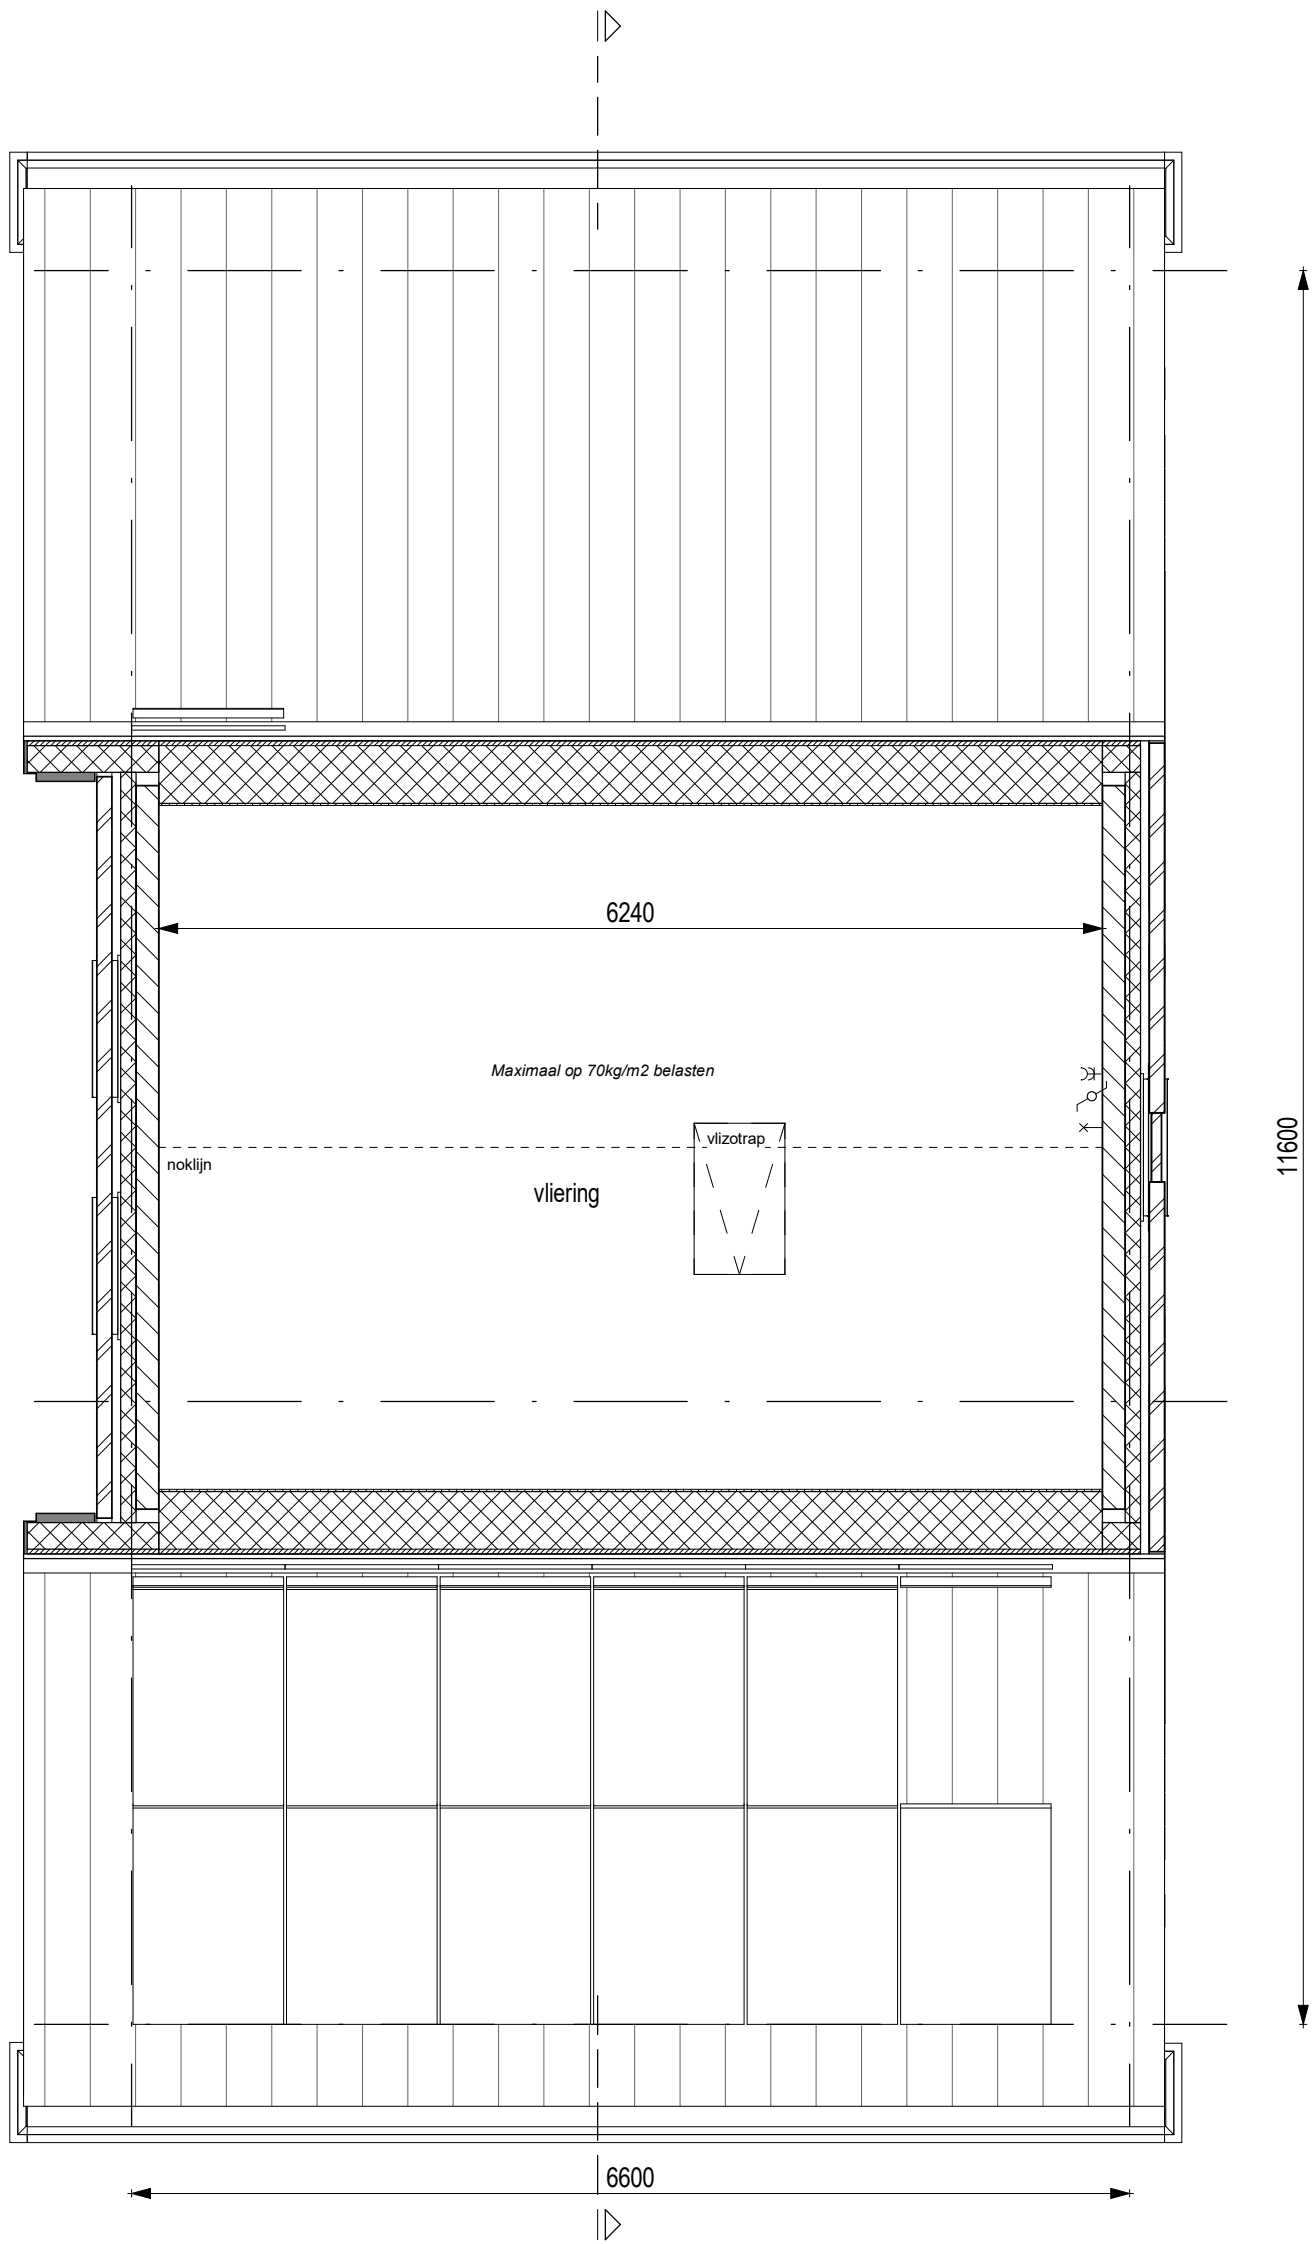 6240
Maximaal op 70kg/m2 belasten
vlizotrap
noklijn
vliering
11600
6600